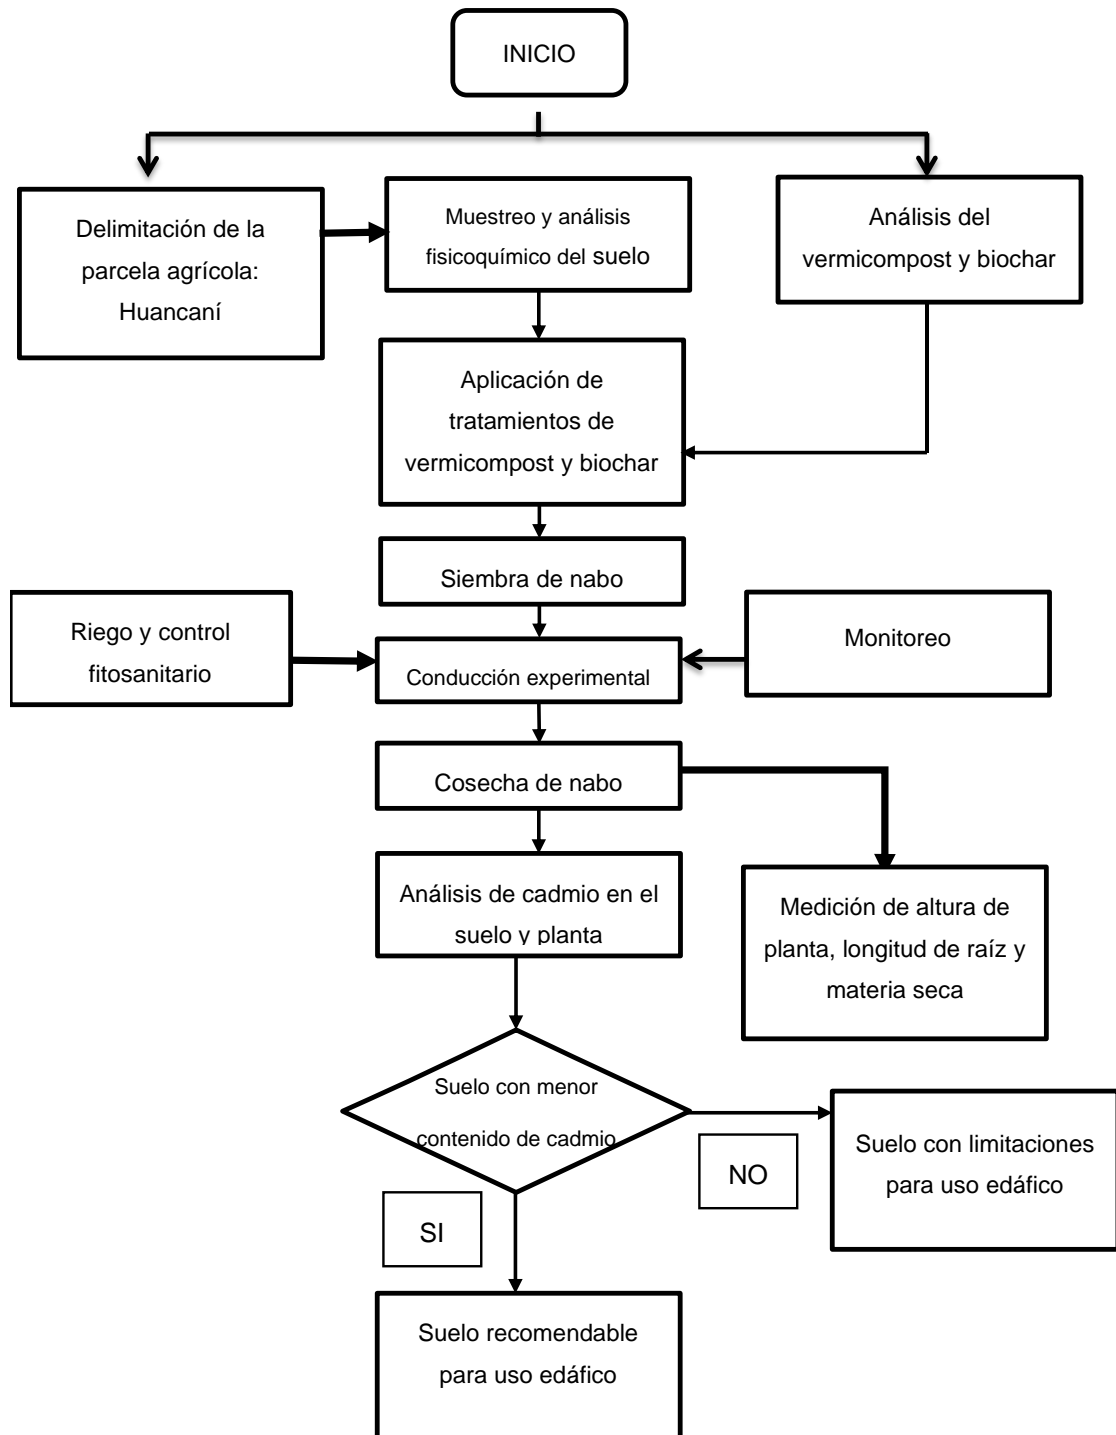 INICIO
Delimitación de la
parcela agrícola:
Huancaní
Muestreo y análisis
fisicoquímico del suelo
Análisis del
vermicompost y biochar
Aplicación de
tratamientos de
vermicompost y biochar
Siembra de nabo
Riego y control
fitosanitario
Conducción experimental
Monitoreo
Cosecha de nabo
Análisis de cadmio en el
suelo y planta
Medición de altura de
planta, longitud de raíz y
materia seca
Suelo con menor
contenido de cadmio
NO
Suelo con limitaciones
para uso edáfico
SI
Suelo recomendable
para uso edáfico